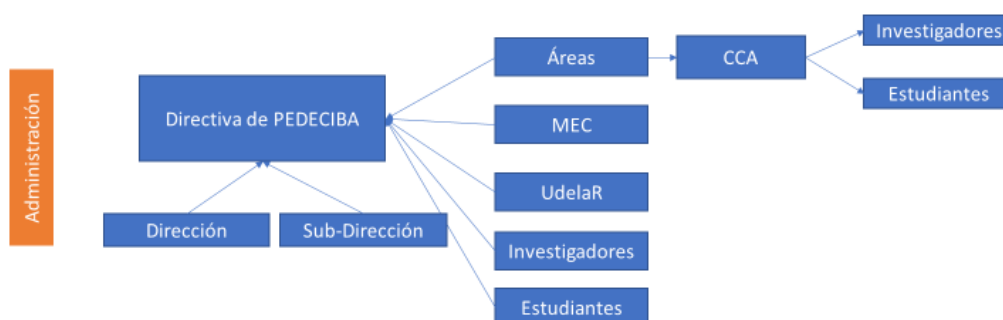 Administración
Directiva de PEDECIBA
Dirección
Sub-Dirección
Áreas
MEC
UdelaR
Investigadores
Estudiantes
CCA
Investigadores
Estudiantes